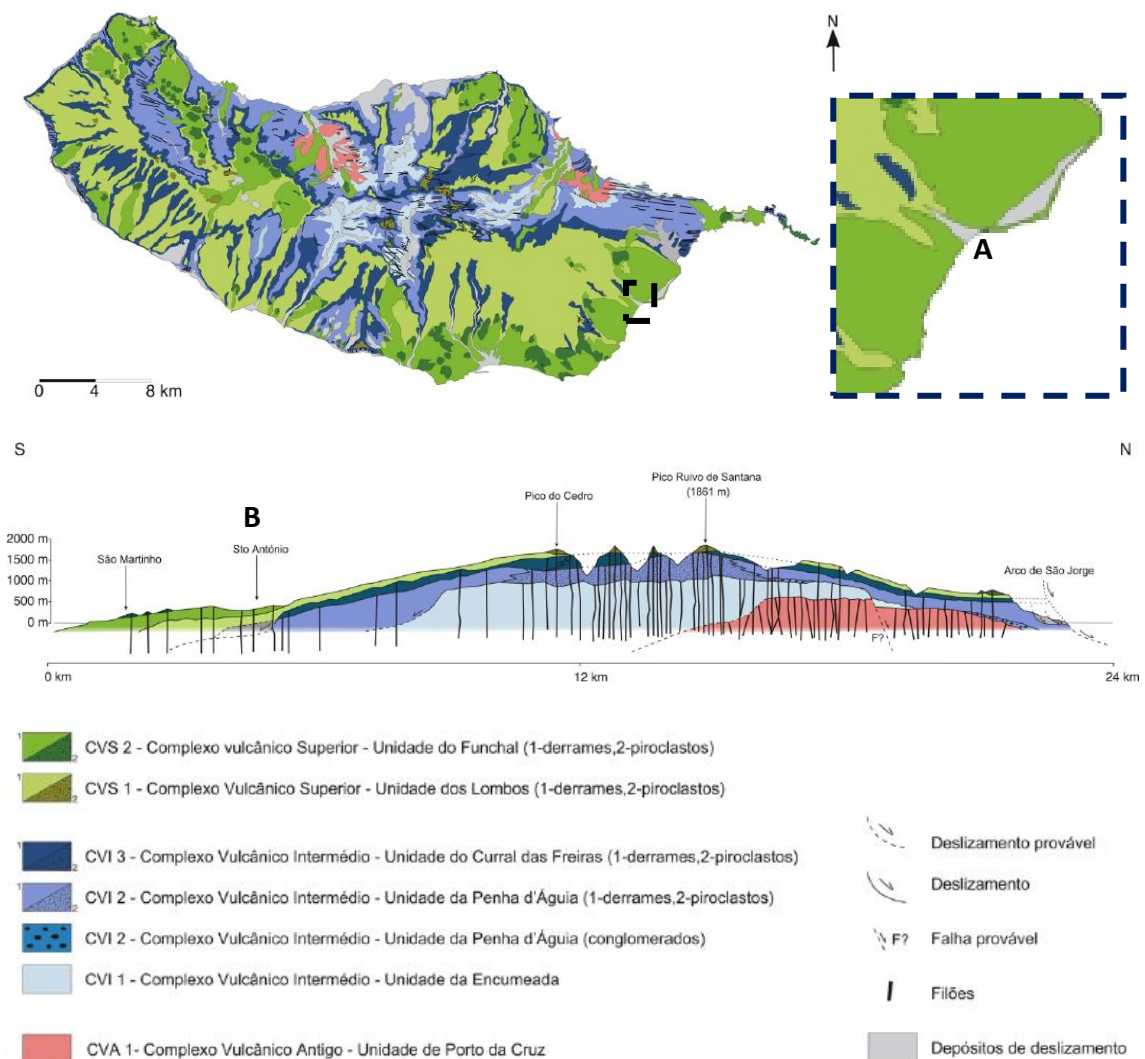 N
A
0 4 8 km
S N
Pico Ruivo de Santana
(1861 m)
Pico do Cedro
B
São Martinho
Sto António
Arco de São Jorge
2000 m
1500 m
1000 m
500 m
0 m
F?
0 km 12 km 24 km
1 2 CVS 2 - Complexo vulcânico Superior - Unidade do Funchal (1-derrames,2-piroclastos)
1 2 CVS 1 - Complexo Vulcânico Superior - Unidade dos Lombos (1-derrames,2-piroclastos)
1 2 CVI 3 - Complexo Vulcânico Intermédio - Unidade do Curral das Freiras (1-derrames,2-piroclastos)
1 2 CVI 2 - Complexo Vulcânico Intermédio - Unidade da Penha d'Águia (1-derrames,2-piroclastos)
CVI 2 - Complexo Vulcânico Intermédio - Unidade da Penha d'Águia (conglomerados)
CVI 1 - Complexo Vulcânico Intermédio - Unidade da Encumeada
CVA 1- Complexo Vulcânico Antigo - Unidade de Porto da Cruz
Deslizamento provável
Deslizamento
F? Falha provável
Filões
Depósitos de deslizamento